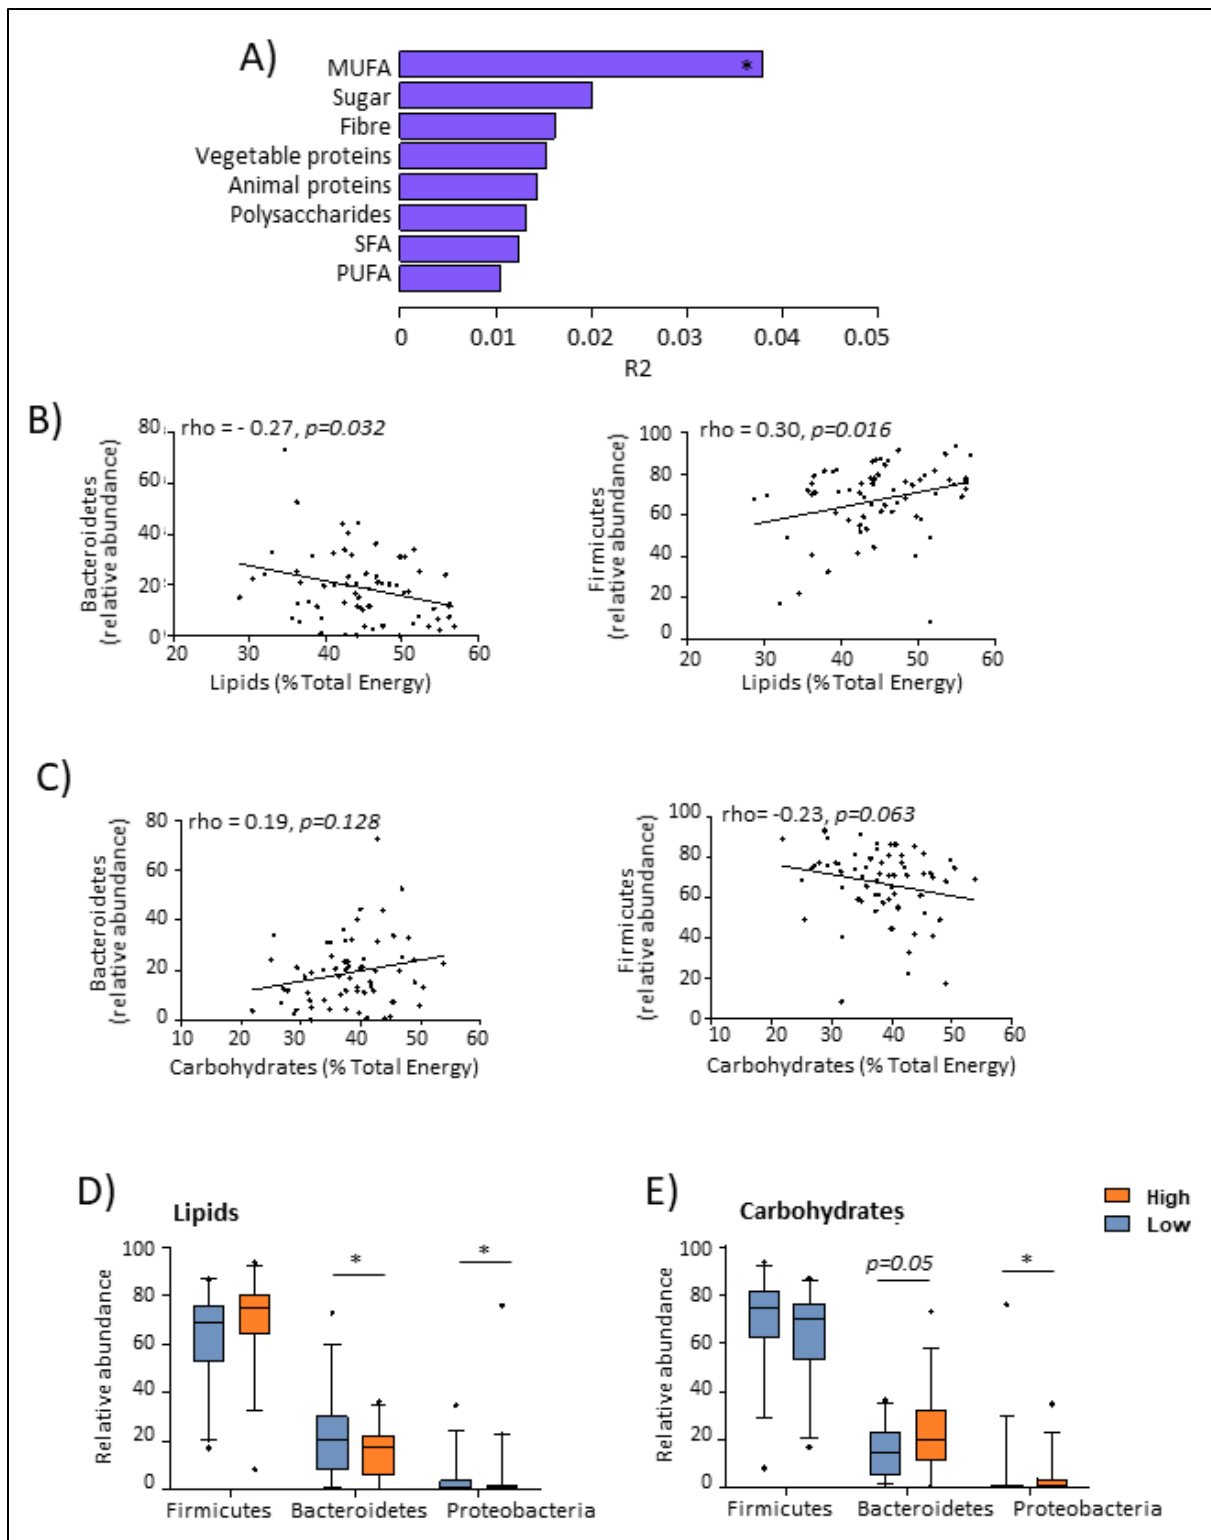 A)
MUFA
*
Sugar
Fibre
Vegetable proteins
Animal proteins
Polysaccharides
SFA
PUFA
0 0.01 0.02 0.03 0.04 0.05
R2
B)
rho = - 0.27, p=0.032
Bacteroidetes
(relative abundance)
80
60
40
20
0
20 30 40 50 60
Lipids (% Total Energy)
rho = 0.30, p=0.016
Firmicutes
(relative abundance)
100
80
60
40
20
0
20 30 40 50 60
Lipids (% Total Energy)
C)
rho = 0.19, p=0.128
Bacteroidetes
(relative abundance)
80
60
40
20
0
10 20 30 40 50 60
Carbohydrates (% Total Energy)
rho= -0.23, p=0.063
Firmicutes
(relative abundance)
100
80
60
40
20
0
10 20 30 40 50 60
Carbohydrates (% Total Energy)
D)
Lipids
Relative abundance
100
80
60
40
20
0
*
*
Firmicutes Bacteroidetes Proteobacteria
E)
Carbohydrates
High
Low
Relative abundance
100
80
60
40
20
0
p=0.05
*
Firmicutes Bacteroidetes Proteobacteria